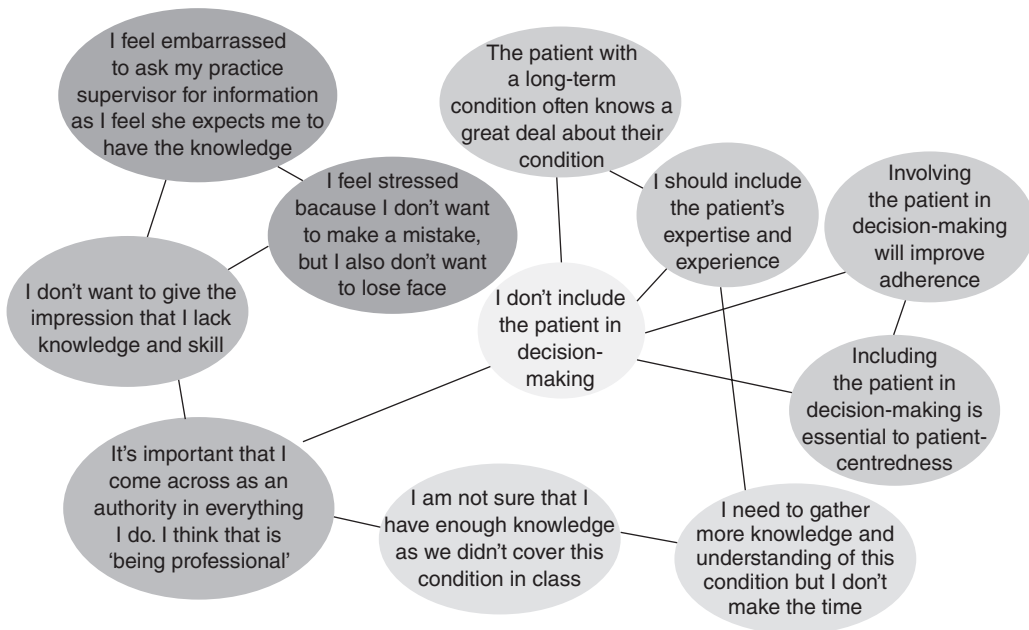 I feel embarrassed
to ask my practice
supervisor for information
as I feel she expects me to
have the knowledge
The patient with
a long-term
condition often knows a
great deal about their
condition
I feel stressed
bacause I don't want
to make a mistake,
but I also don't want
to lose face
I should include
the patient's
expertise and
experience
Involving
the patient in
decision-making
will improve
adherence
I don't want to give the
impression that I lack
knowledge and skill
I don't include
the patient in
decision-
making
Including
the patient in
decision-making is
essential to patient-
centredness
It's important that I
come across as an
authority in everything
I do. I think that is
'being professional'
I am not sure that I
have enough knowledge
as we didn't cover this
condition in class
I need to gather
more knowledge and
understanding of this
condition but I don't
make the time